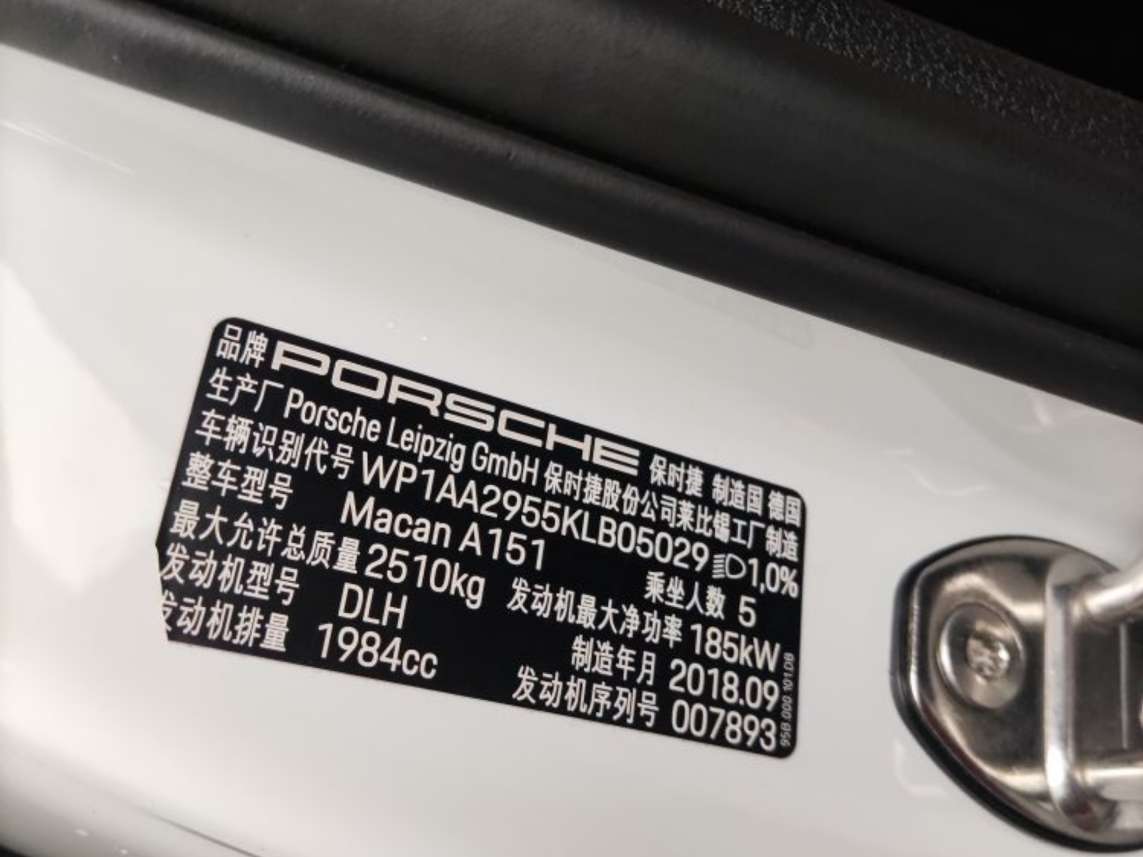 品牌 PORSCHE 保时捷 制造国 德国
生产厂 Porsche Leipzig GmbH 保时捷股份公司莱比锡工厂制造
车辆识别代号 WP1AA2955KLB05029 1,0%
整车型号 Macan A151 乘坐人数 5
最大允许总质量 2510kg 发动机最大净功率 185kW
发动机型号 DLH 制造年月 2018.09
发动机排量 1984cc 发动机序列号 007893
95B.000.101.DB